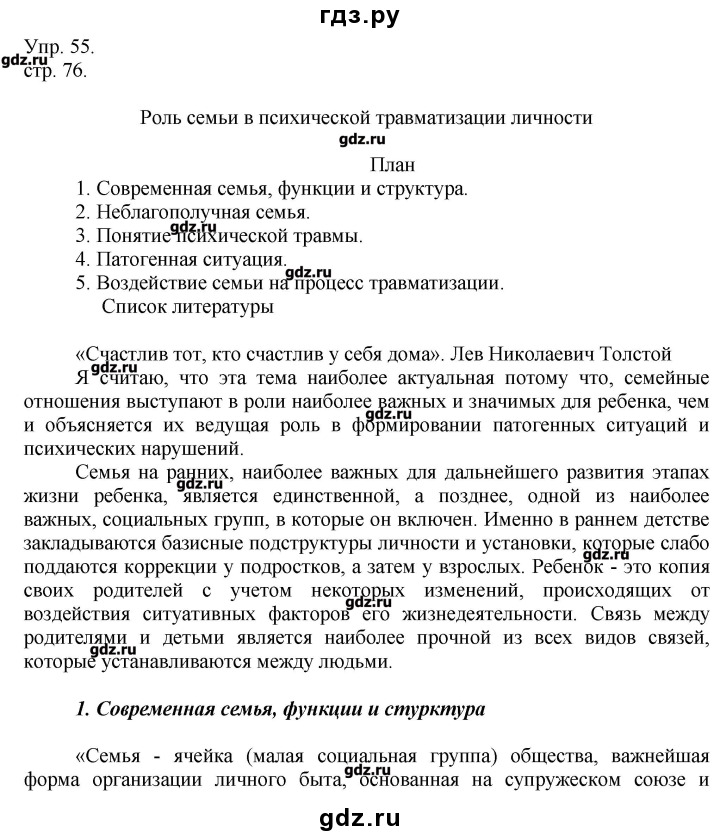 гдз.ру
Упр. 55.
gdz.ru
стр. 76.
Роль семьи в психической травматизации личности
gdz.ru
План
1. Современная семья, функции и структура.
2. Неблагополучная семья.
gdz.ru
3. Понятие психической травмы.
4. Патогенная ситуация.
gdz.ru
5. Воздействие семьи на процесс травматизации.
Список литературы
«Счастлив тот, кто счастлив у себя дома». Лев Николаевич Толстой
gdz.ru
Я считаю, что эта тема наиболее актуальная потому что, семейные
отношения выступают в роли наиболее важных и значимых для ребенка, чем
gdz.ru
и объясняется их ведущая роль в формировании патогенных ситуаций и
психических нарушений.
Семья на ранних, наиболее важных для дальнейшего развития этапах
gdz.ru
жизни ребенка, является единственной, а позднее, одной из наиболее
важных, социальных групп, в которые он включен. Именно в раннем детстве
закладываются базисные подструктуры личности и установки, которые слабо
gdz.ru
поддаются коррекции у подростков, а затем у взрослых. Ребенок - это копия
своих родителей с учетом некоторых изменений, происходящих от
gdz.ru
воздействия ситуативных факторов его жизнедеятельности. Связь между
родителями и детьми является наиболее прочной из всех видов связей,
gdz.ru
которые устанавливаются между людьми.
1. Современная семья, функции и стурктура
«Семья - ячейка (малая социальная группа) общества, важнейшая
gdz.ru
форма организации личного быта, основанная на супружеском союзе и
gdz.ru